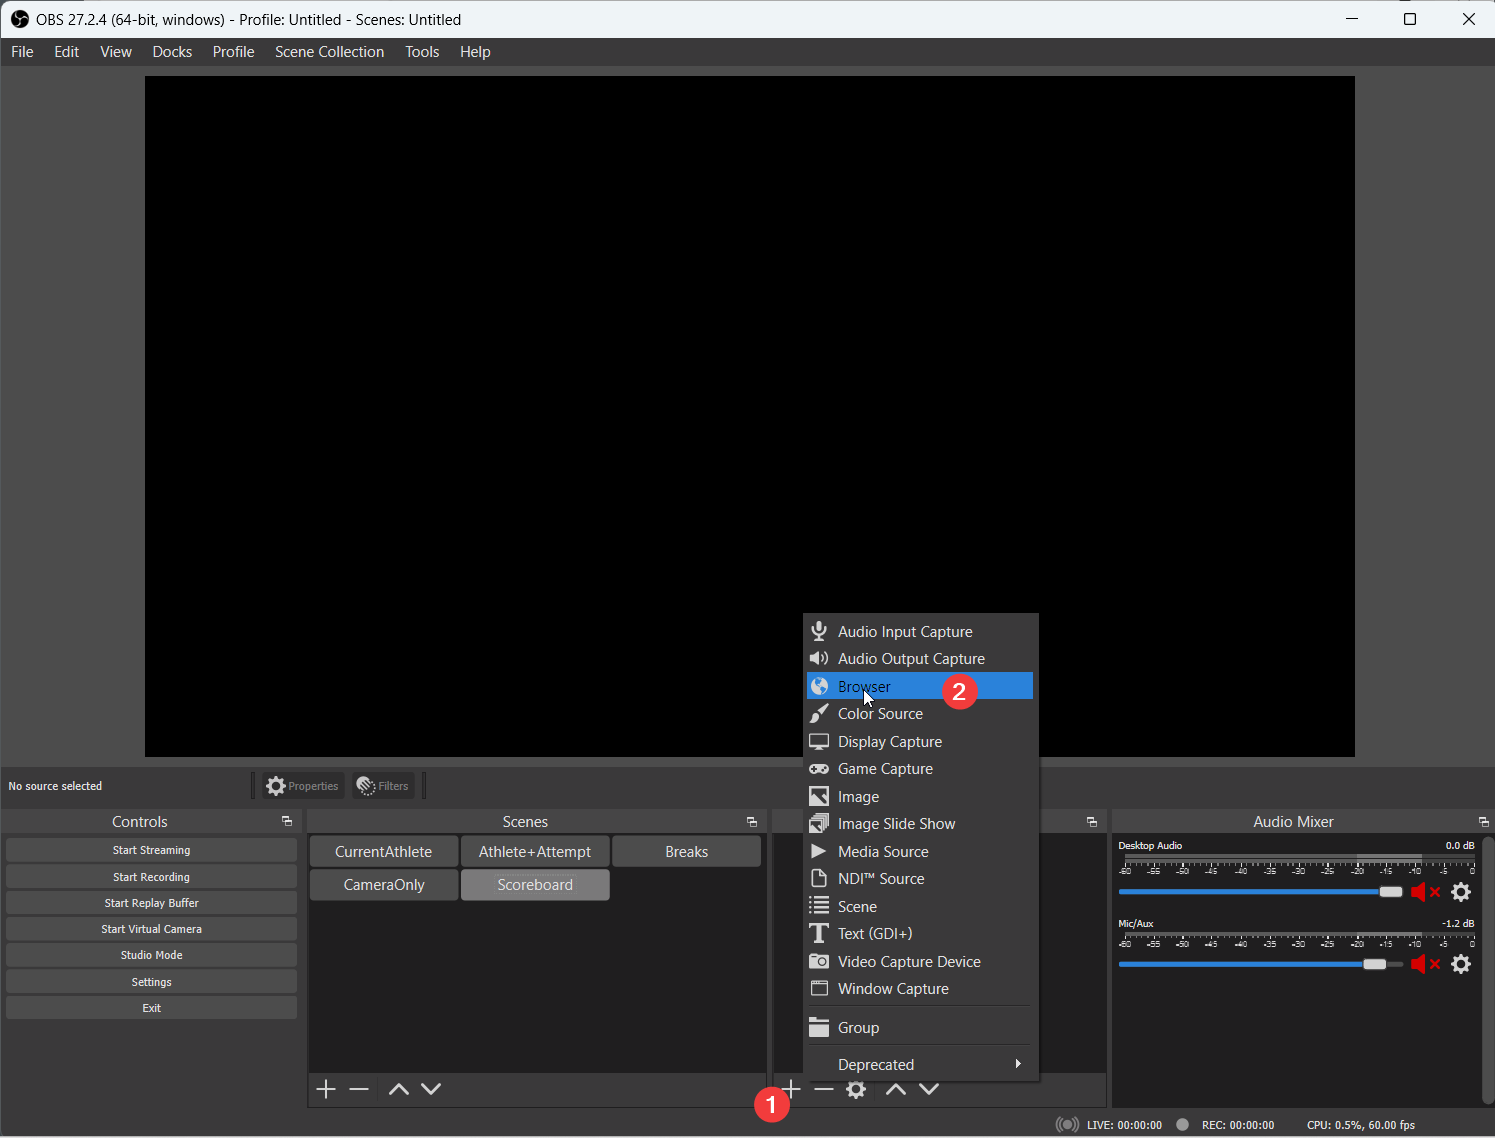 OBS 27.2.4 (64-bit, windows) - Profile: Untitled - Scenes: Untitled
File Edit View Docks Profile Scene Collection Tools Help
Audio Input Capture
Audio Output Capture
Browser 2
Color Source
Display Capture
Game Capture
Image
Image Slide Show
Media Source
NDI™ Source
Scene
Text (GDI+)
Video Capture Device
Window Capture
Group
Deprecated
No source selected Properties Filters
Controls
Start Streaming
Start Recording
Start Replay Buffer
Start Virtual Camera
Studio Mode
Settings
Exit
Scenes
CurrentAthlete Athlete+Attempt Breaks
CameraOnly Scoreboard
1
Audio Mixer
Desktop Audio 0.0 dB
-60 -55 -50 -45 -40 -35 -30 -25 -20 -15 -10 -5 0
Mic/Aux -1.2 dB
-60 -55 -50 -45 -40 -35 -30 -25 -20 -15 -10 -5 0
LIVE: 00:00:00 REC: 00:00:00 CPU: 0.5%, 60.00 fps